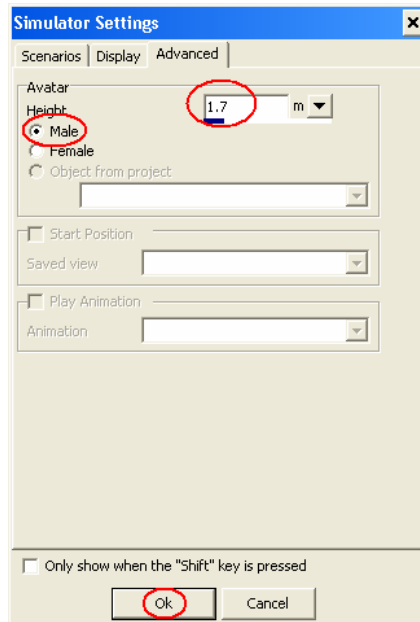 Simulator Settings
Scenarios Display Advanced
Avatar
Height 1.7 m
Male
Female
Object from project
Start Position
Saved view
Play Animation
Animation
Only show when the "Shift" key is pressed
Ok Cancel